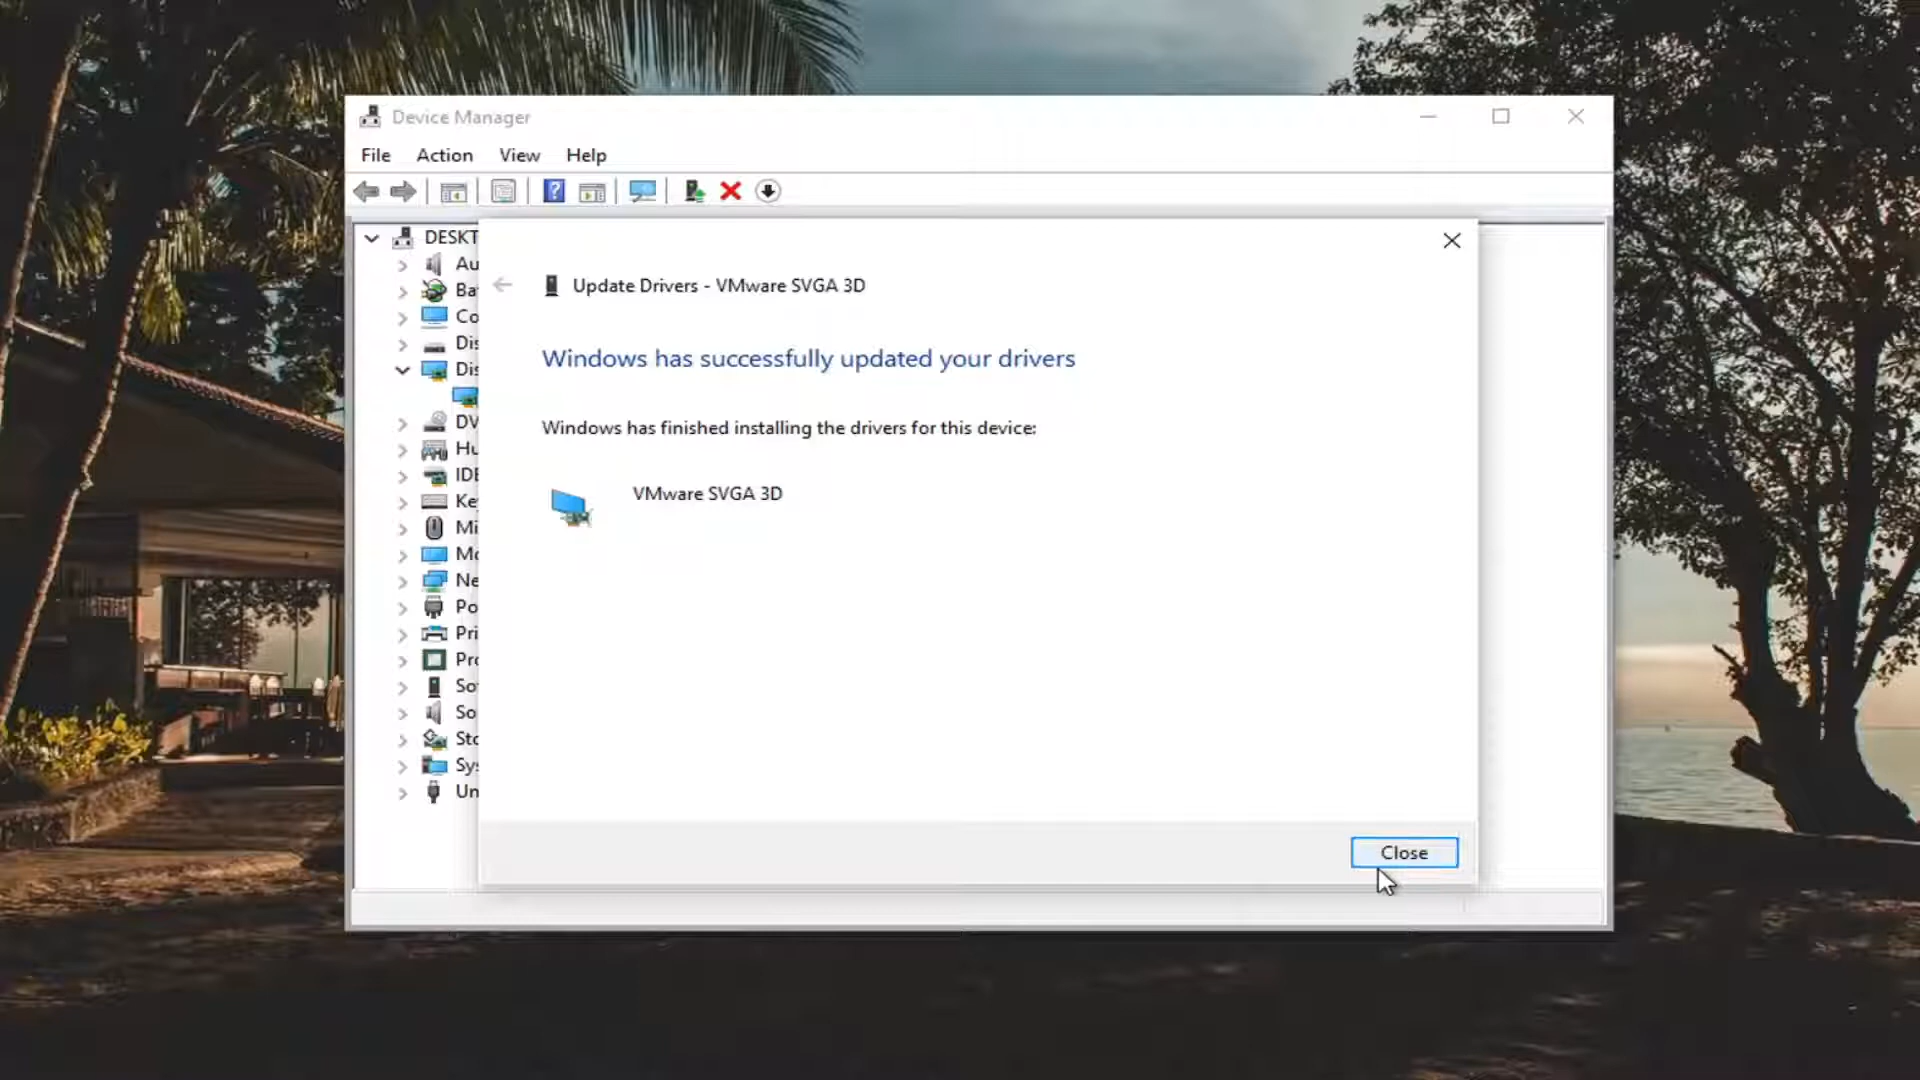 Device Manager
File Action View Help
DESKT
Au
Ba
Co
Dis
Dis
DV
Hu
IDE
Key
Mi
Mo
Ne
Po
Pri
Pro
So
Sto
Sys
Un
Update Drivers - VMware SVGA 3D
Windows has successfully updated your drivers
Windows has finished installing the drivers for this device:
VMware SVGA 3D
Close